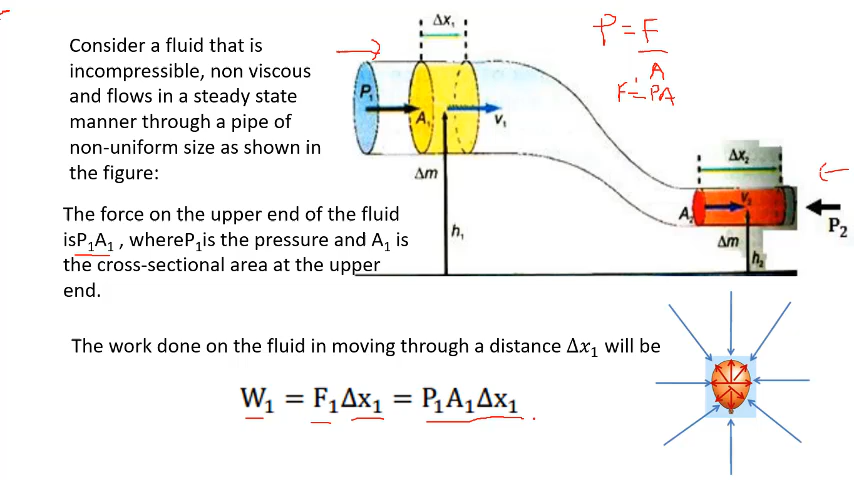 Consider a fluid that is
incompressible, non viscous
and flows in a steady state
manner through a pipe of
non-uniform size as shown in
the figure:
The force on the upper end of the fluid
isP₁A₁ , whereP₁is the pressure and A₁ is
the cross-sectional area at the upper
end.
Δx₁
P₁
A₁
v₁
Δm
h₁
P = F
A
F = PA
Δx₂
A₂
v₂
P₂
Δm
h₂
The work done on the fluid in moving through a distance Δx₁ will be
W₁ = F₁Δx₁ = P₁A₁Δx₁